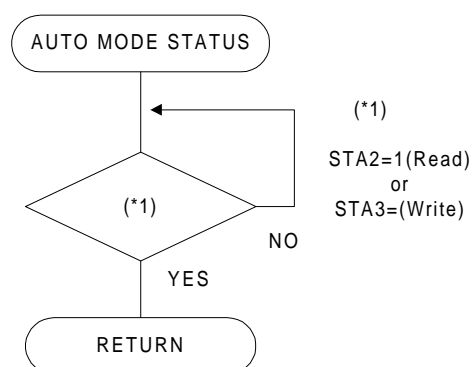 AUTO MODE STATUS
(*1)
STA2=1(Read)
or
STA3=(Write)
(*1)
NO
YES
RETURN